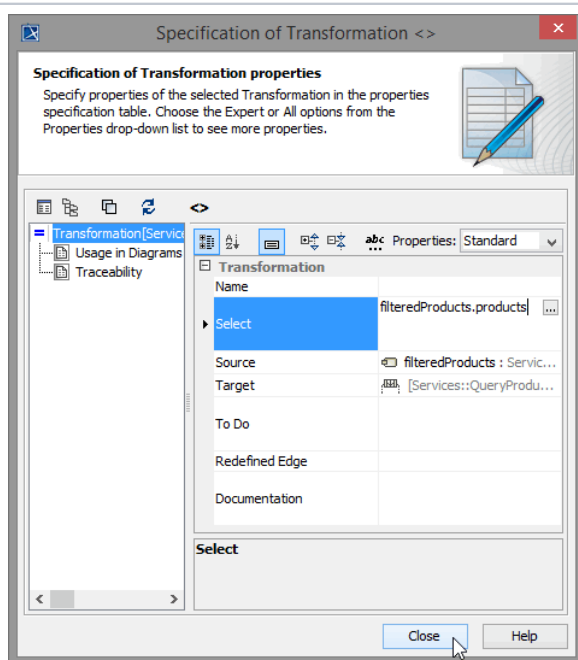 Specification of Transformation <>
Specification of Transformation properties
Specify properties of the selected Transformation in the properties
specification table. Choose the Expert or All options from the
Properties drop-down list to see more properties.
<>
Transformation[Service
Usage in Diagrams
Traceability
abc Properties: Standard
Transformation
Name
Select filteredProducts.products ...
Source filteredProducts : Servic...
Target [Services::QueryProdu...
To Do
Redefined Edge
Documentation
Select
Close Help